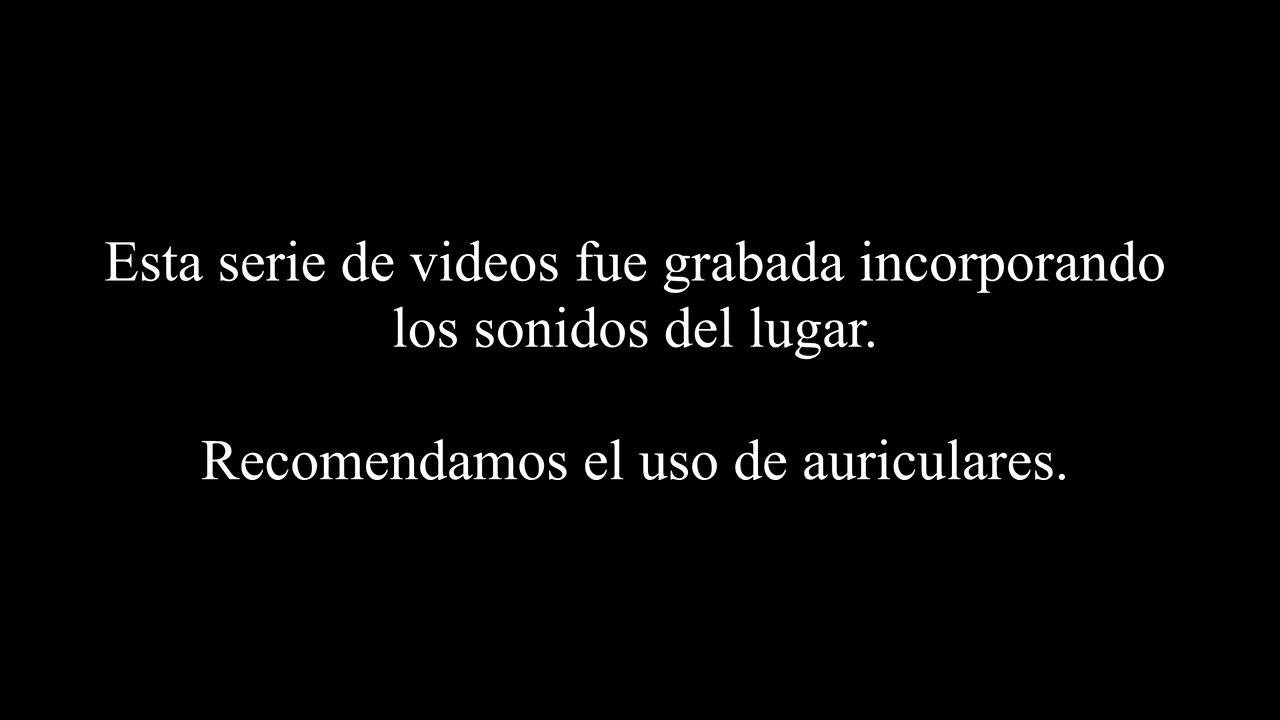 Esta serie de videos fue grabada incorporando
los sonidos del lugar.
Recomendamos el uso de auriculares.